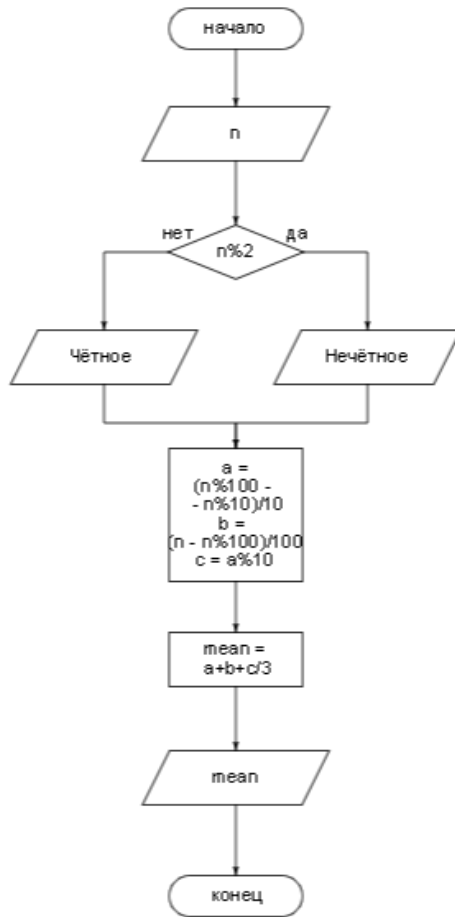 начало
n
нет
да
n%2
Чётное
Нечётное
a =
(n%100 -
- n%10)/10
b =
(n - n%100)/100
c = a%10
mean =
a+b+c/3
mean
конец